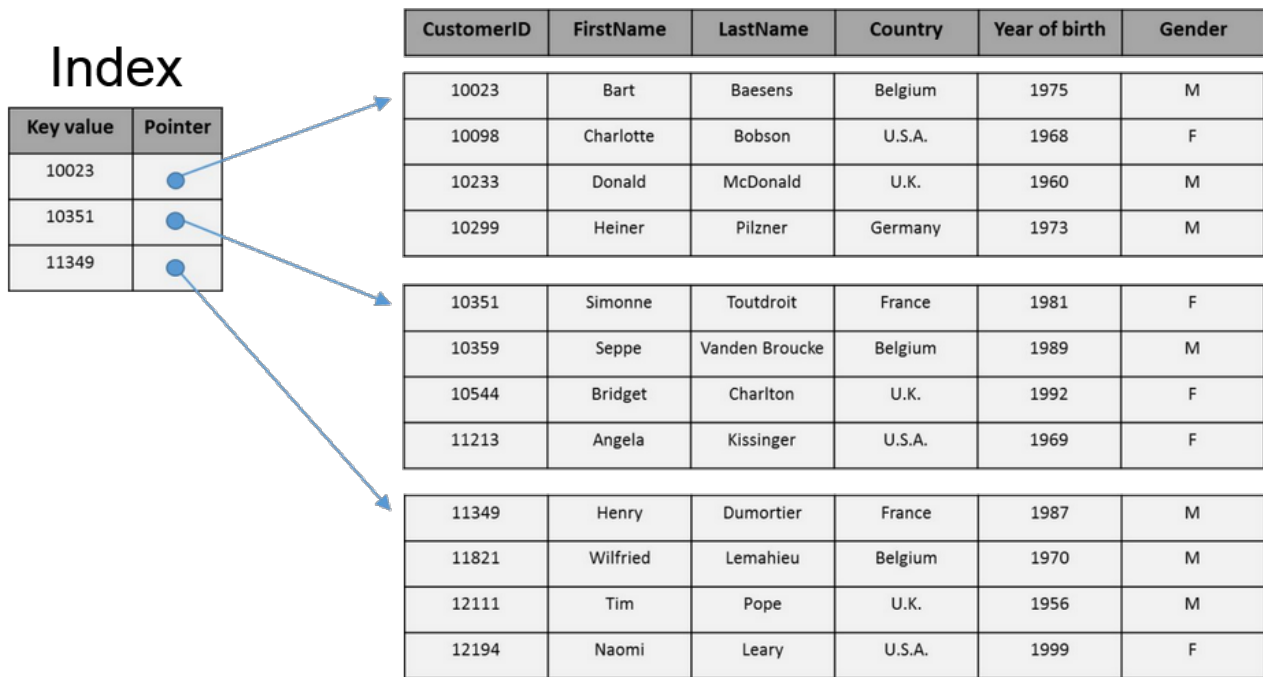 Index
Key value Pointer
10023
10351
11349
CustomerID FirstName LastName Country Year of birth Gender
10023 Bart Baesens Belgium 1975 M
10098 Charlotte Bobson U.S.A. 1968 F
10233 Donald McDonald U.K. 1960 M
10299 Heiner Pilzner Germany 1973 M
10351 Simonne Toutdroit France 1981 F
10359 Seppe Vanden Broucke Belgium 1989 M
10544 Bridget Charlton U.K. 1992 F
11213 Angela Kissinger U.S.A. 1969 F
11349 Henry Dumortier France 1987 M
11821 Wilfried Lemahieu Belgium 1970 M
12111 Tim Pope U.K. 1956 M
12194 Naomi Leary U.S.A. 1999 F